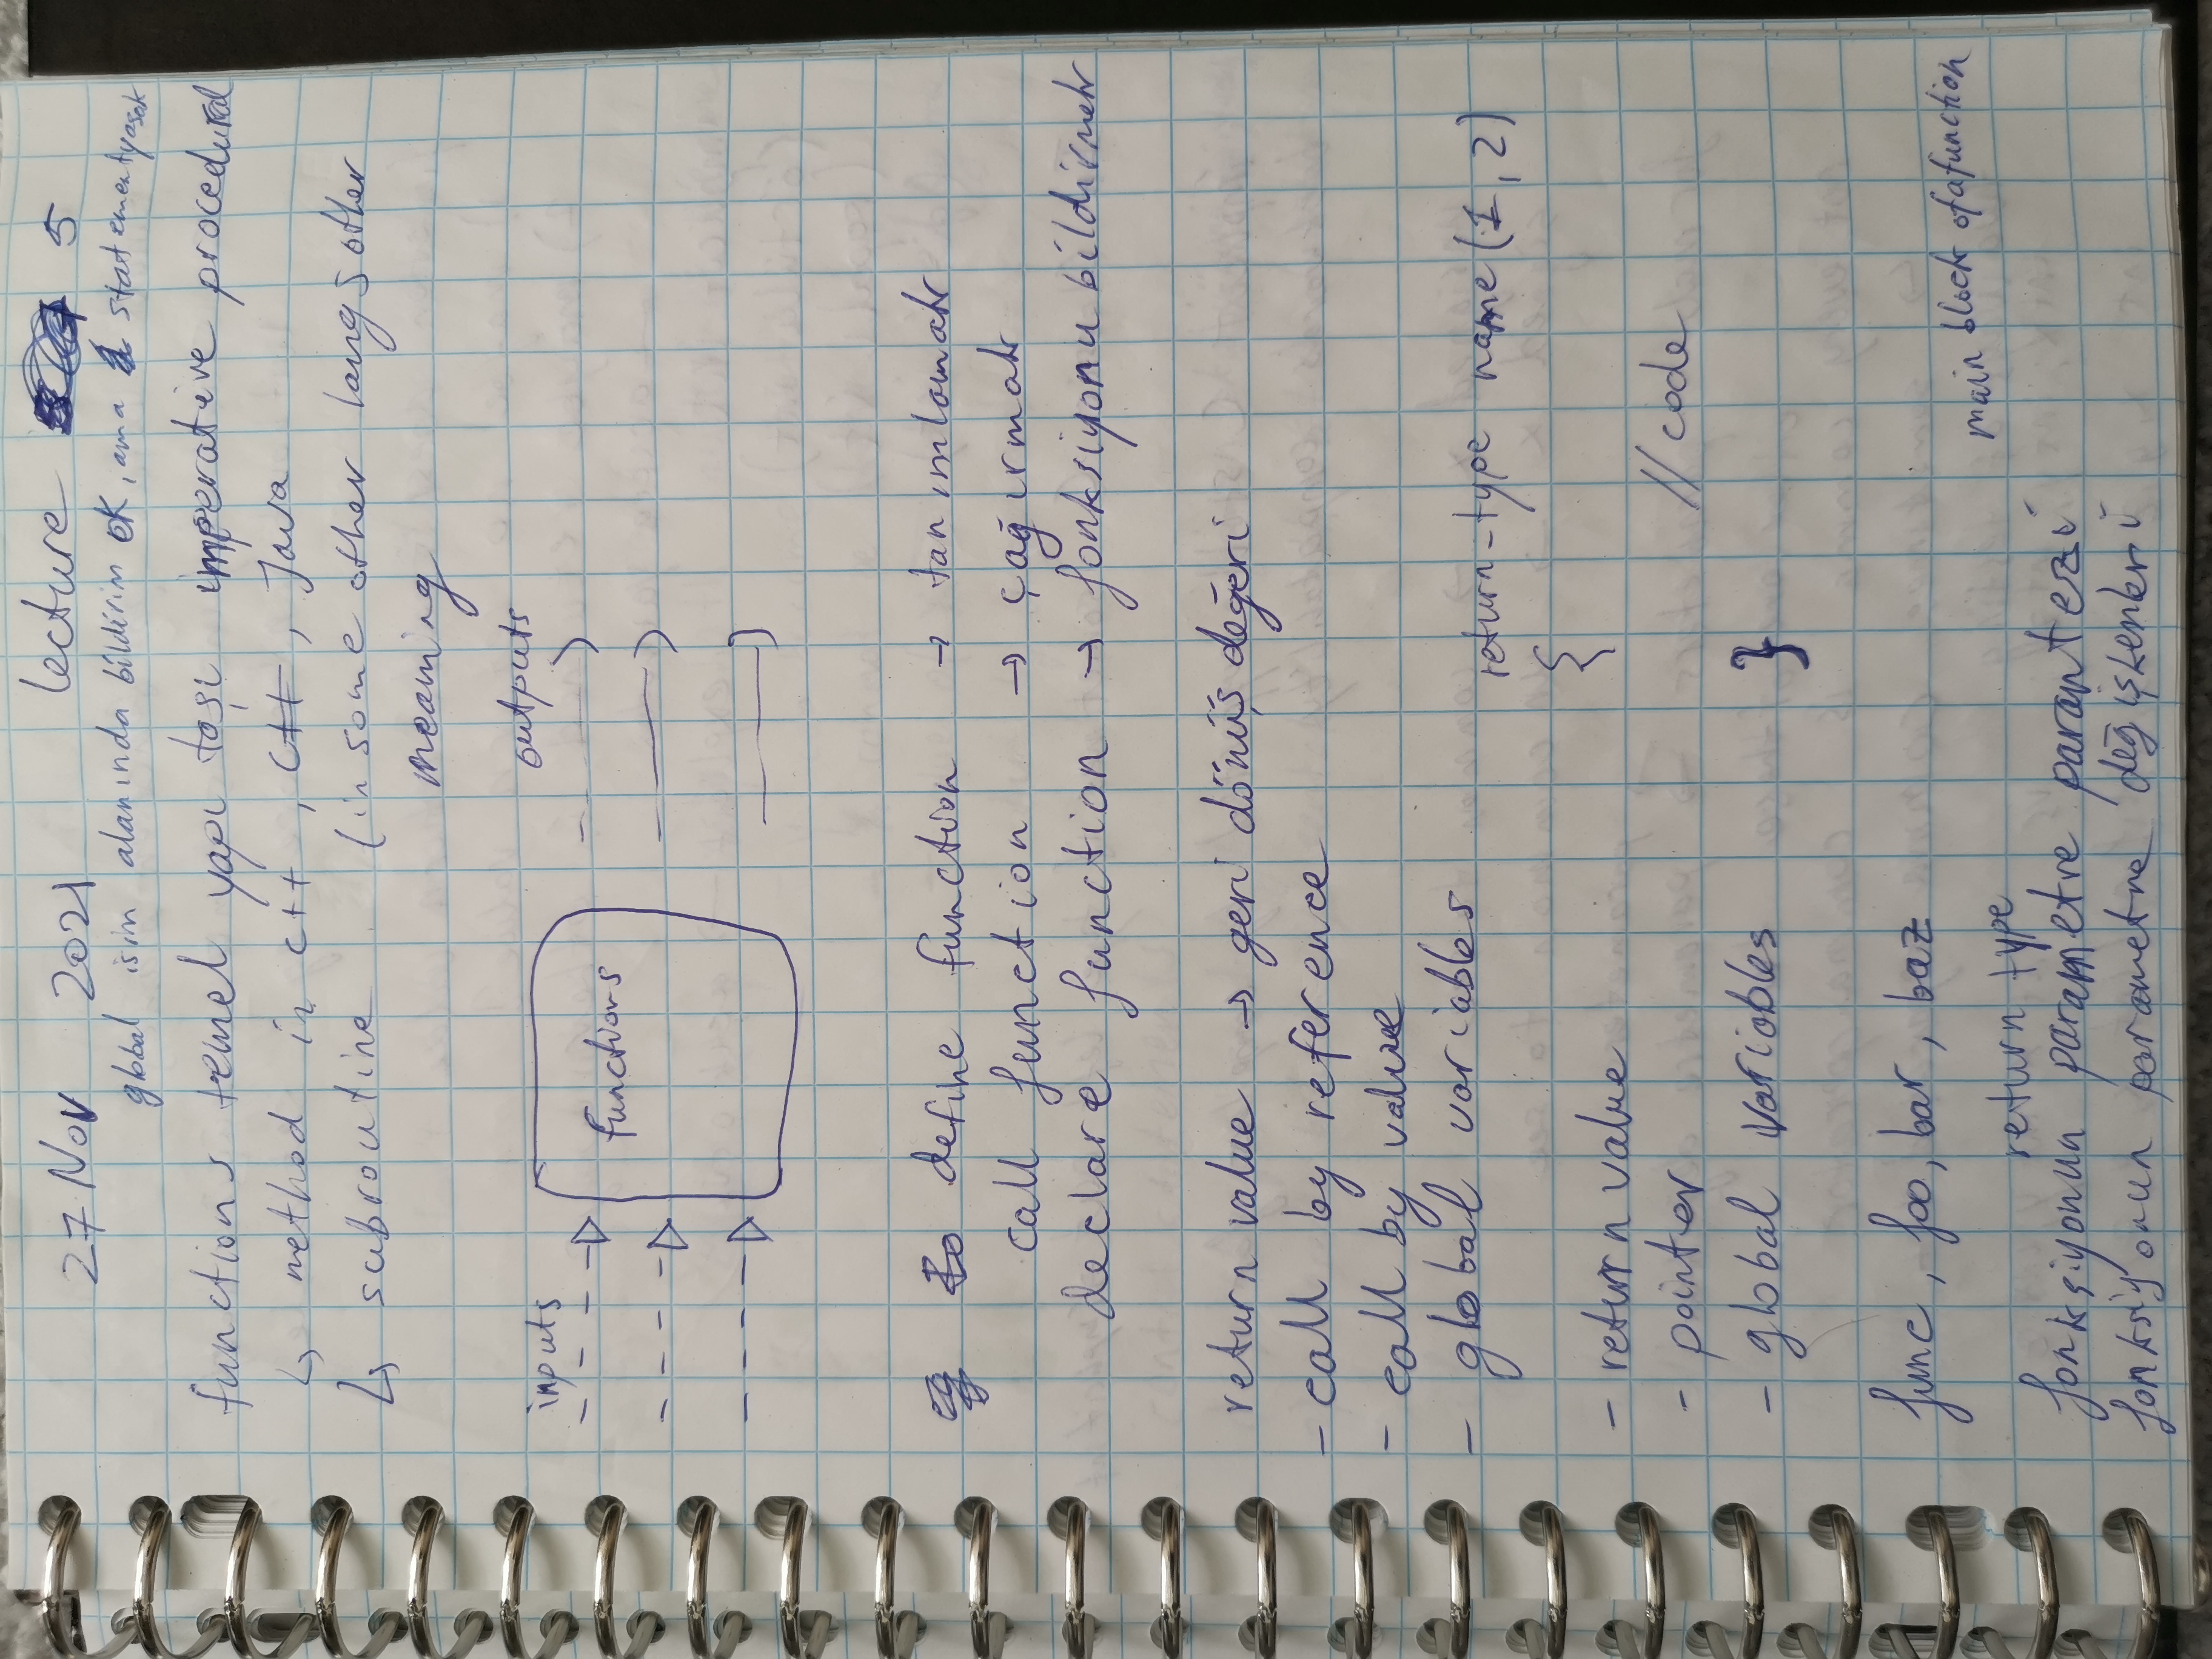 27 Nov 2021 lecture 5
global isim alanında bildirim ok, ama statement yasak
functions temel yapı taşı imperative procedural
↳ method in c++, C++, Java
↳ subroutine (in some other langs other
meaning
inputs
outputs
functions
define function → tanımlamak
call function → çağırmak
declare function → fonksiyonu bildirmek
return value → geri dönüş değeri
- call by reference
- call by value
- global variables
return-type name (1, 2)
{
- return value
- pointer
// code
- global variables
}
func, foo, bar, baz
main block of a function
return type
fonksiyonun parametre parantezi
fonksiyonun parametre değişkenleri